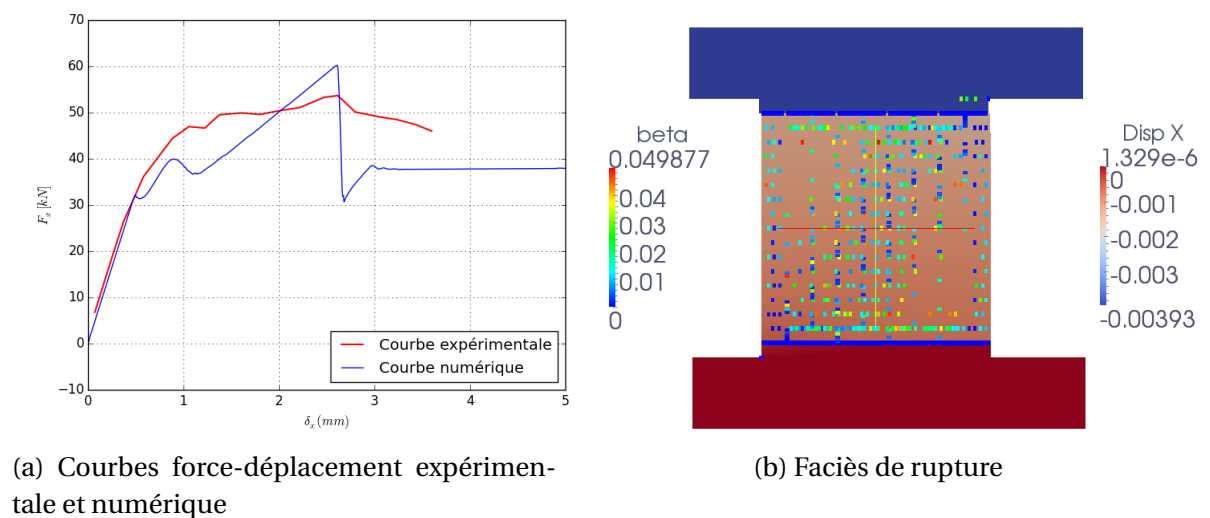 70
60
50
40
30
20
10
0
−10
F_x [kN]
0
1
2
3
4
5
δ_x (mm)
Courbe expérimentale
Courbe numérique
beta
0.049877
0.04
0.03
0.02
0.01
0
Disp X
1.329e-6
0
-0.001
-0.002
-0.003
-0.00393
(a) Courbes force-déplacement expérimen-
tale et numérique
(b) Faciès de rupture